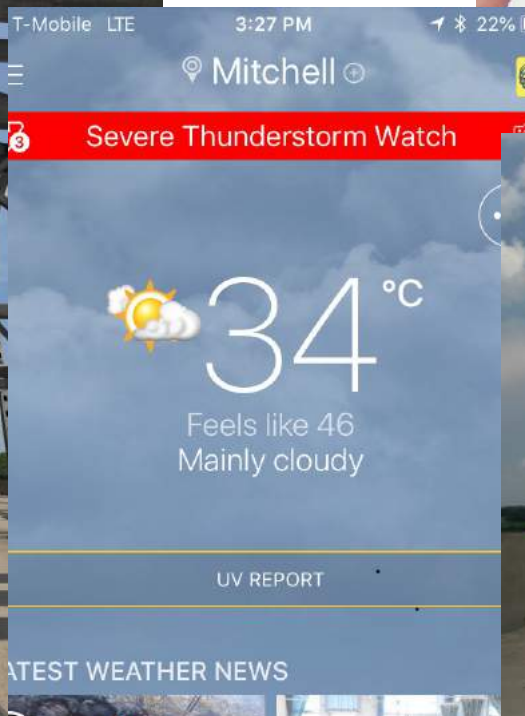 T-Mobile LTE 3:27 PM 22%
Mitchell
3 Severe Thunderstorm Watch
34 °C
Feels like 46
Mainly cloudy
UV REPORT
ATEST WEATHER NEWS